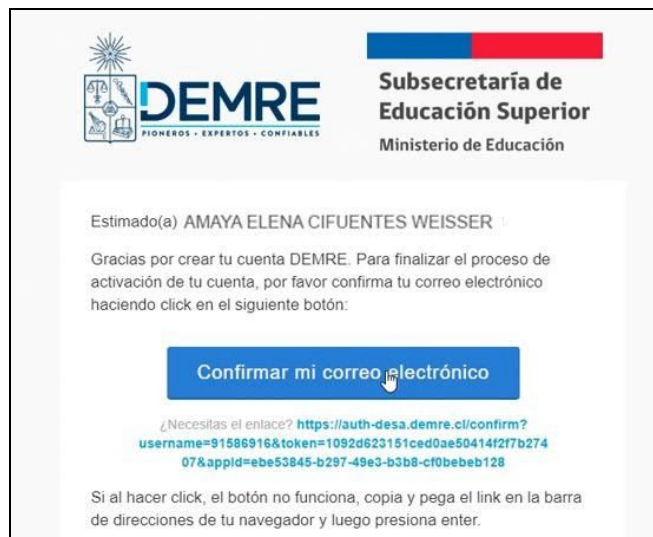 DEMRE
PIONEROS · EXPERTOS · CONFIABLES
Subsecretaría de
Educación Superior
Ministerio de Educación
Estimado(a) AMAYA ELENA CIFUENTES WEISSER
Gracias por crear tu cuenta DEMRE. Para finalizar el proceso de
activación de tu cuenta, por favor confirma tu correo electrónico
haciendo click en el siguiente botón:
Confirmar mi correo electrónico
¿Necesitas el enlace? https://auth-desa.demre.cl/confirm?
username=91586916&token=1092d623151ced0ae50414f2f7b274
07&appId=ebe53845-b297-49e3-b3b8-cf0bebeb128
Si al hacer click, el botón no funciona, copia y pega el link en la barra
de direcciones de tu navegador y luego presiona enter.